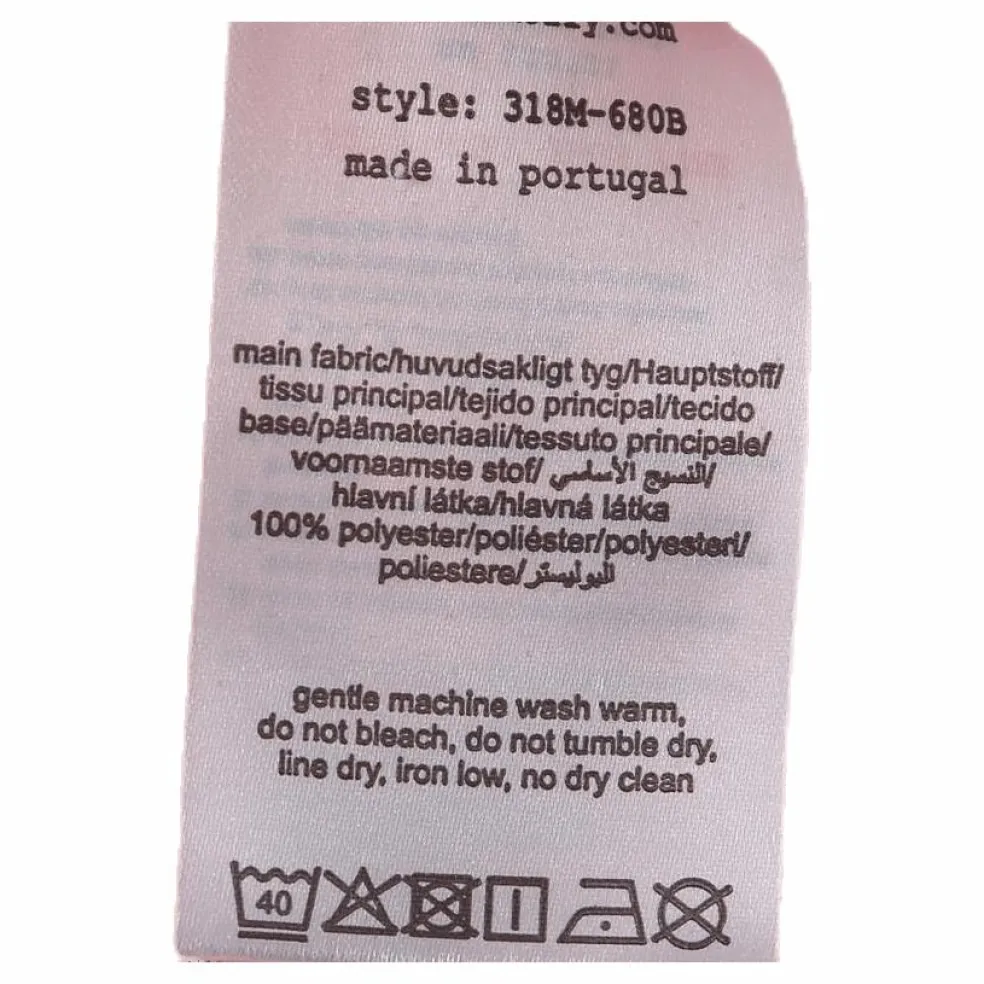 style: 318M-680B
made in portugal
main fabric/huvudsakligt tyg/Hauptstoff/
tissu principal/tejido principal/tecido
base/päämateriaali/tessuto principale/
voornaamste stof/ النسيج الأساسي/
hlavní látka/hlavná látka
100% polyester/poliéster/polyesteri/
poliestere/البوليستر
gentle machine wash warm,
do not bleach, do not tumble dry,
line dry, iron low, no dry clean
40